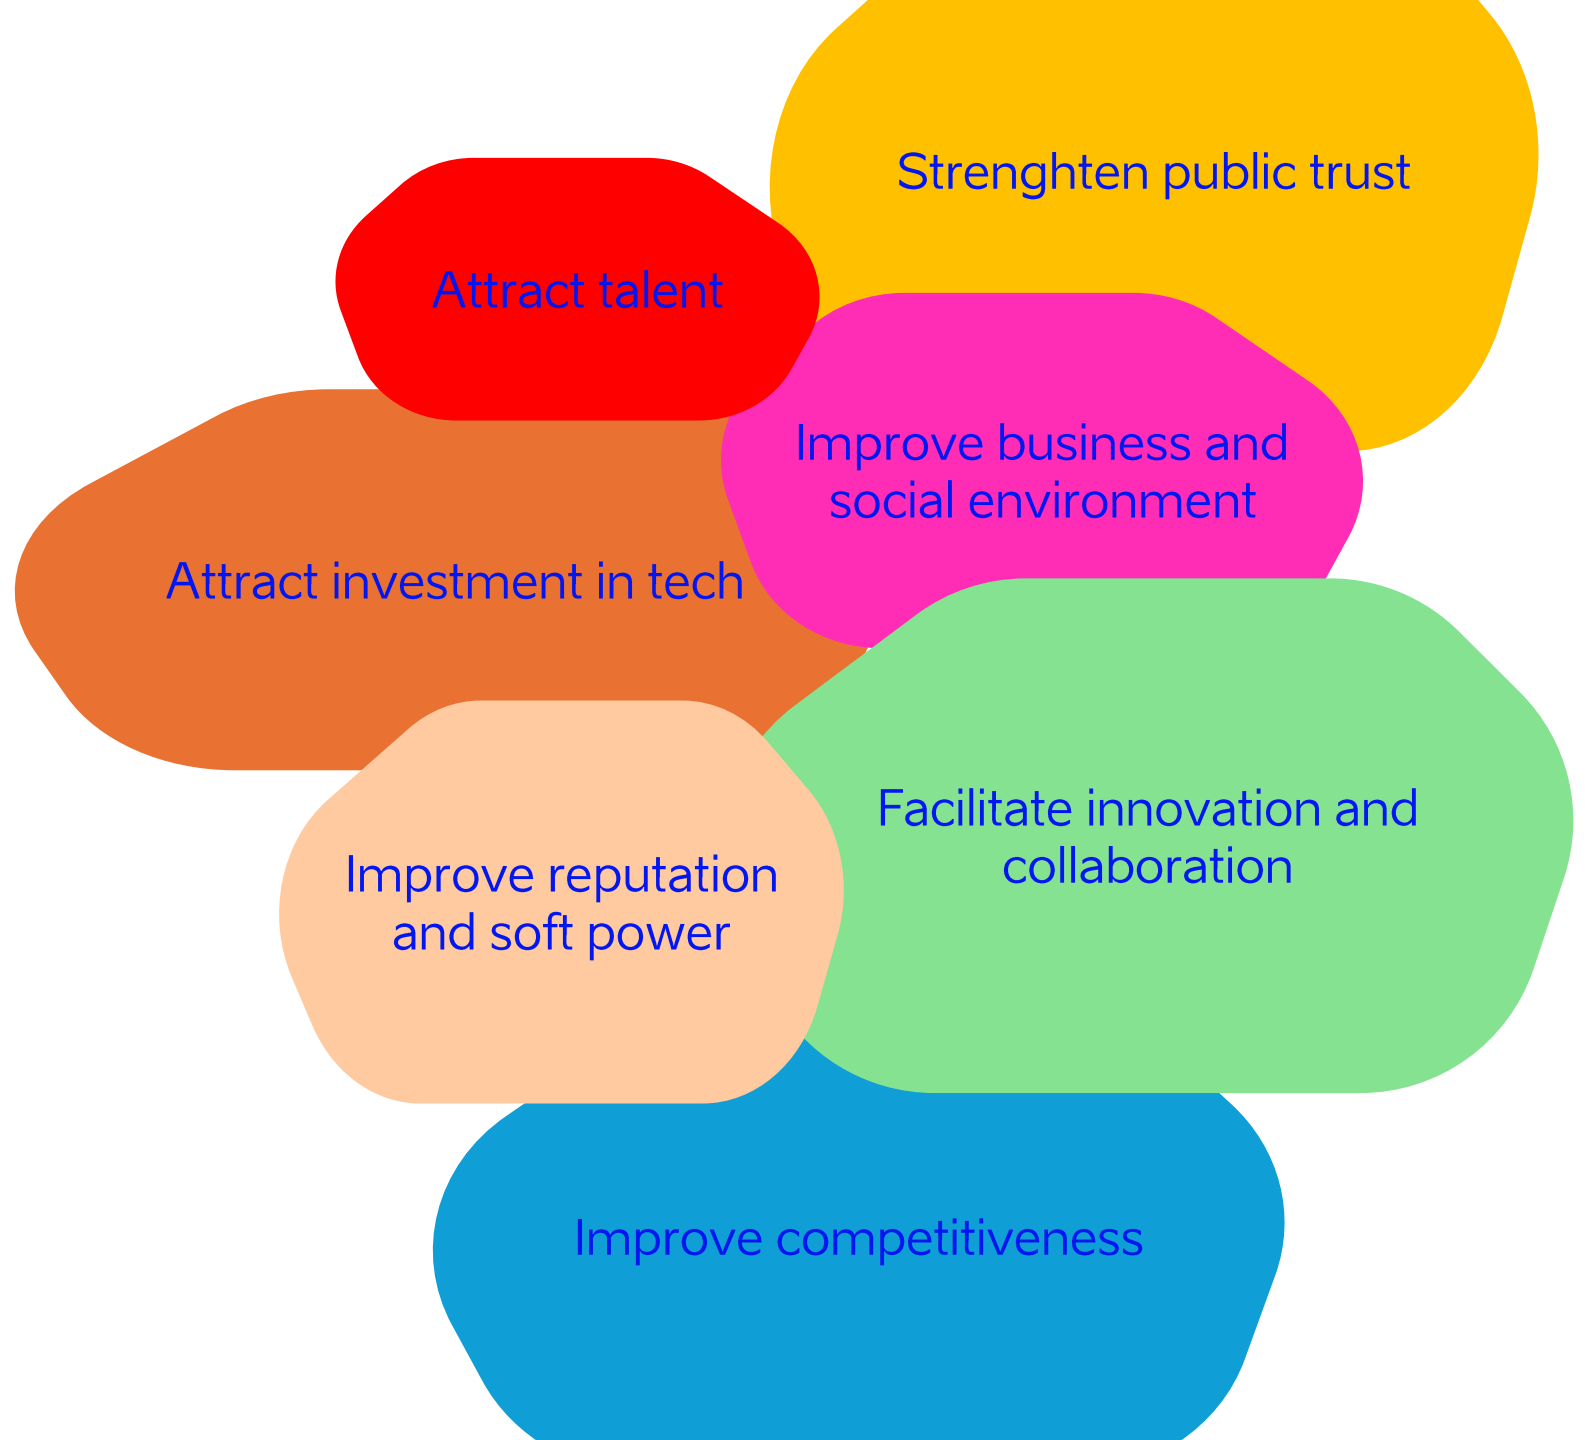 Strenghten public trust
Attract talent
Improve business and
social environment
Attract investment in tech
Facilitate innovation and
collaboration
Improve reputation
and soft power
Improve competitiveness